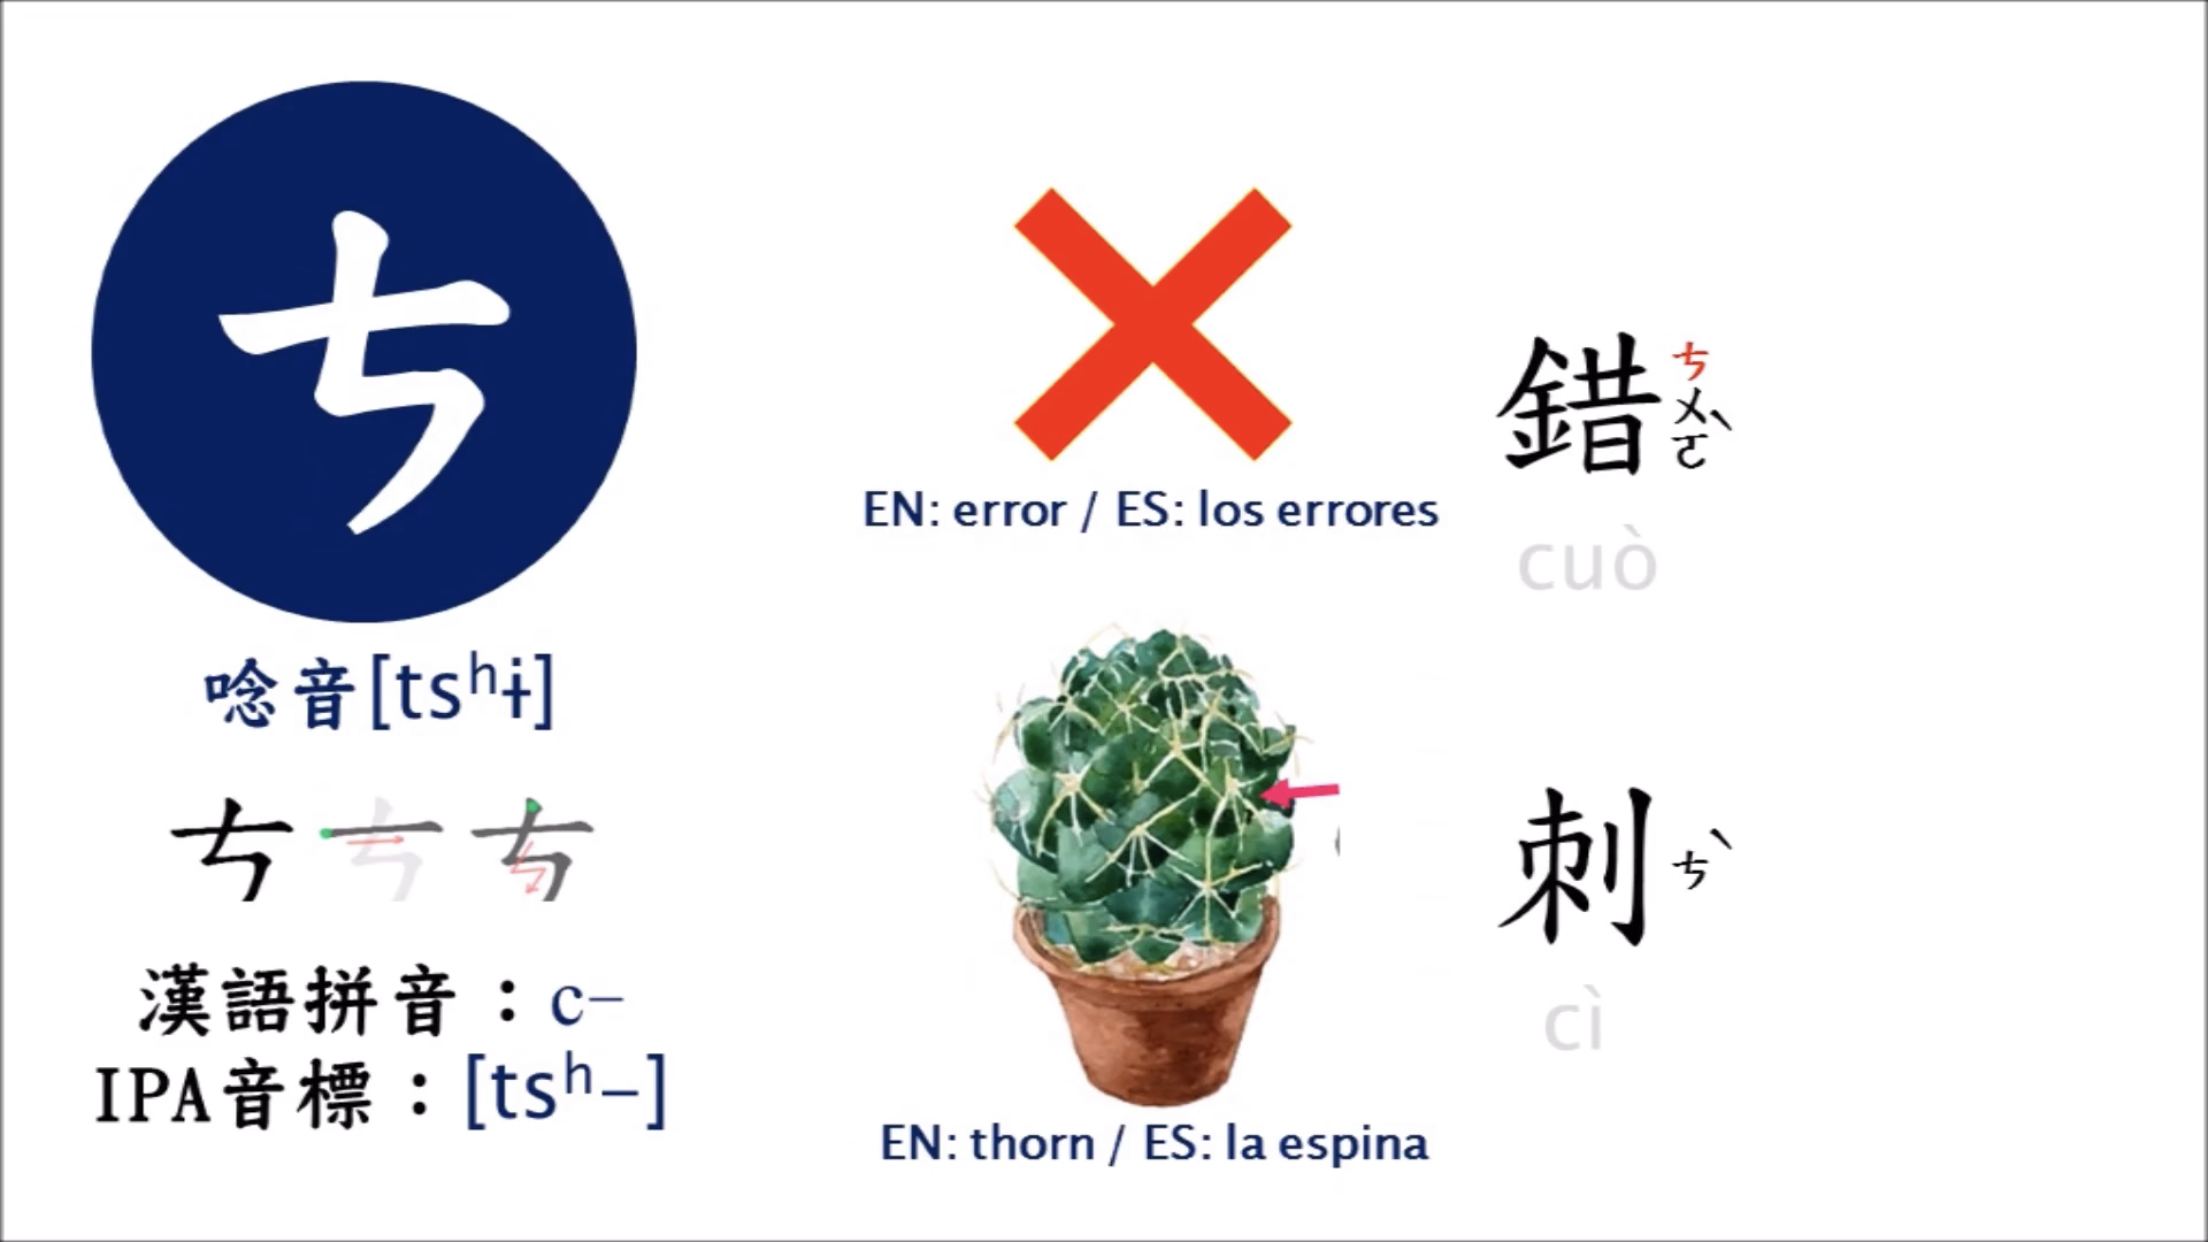 ㄘ
唸音[tsʰɨ]
ㄘ ㄘ ㄘ
漢語拼音：c–
IPA音標：[tsʰ–]
EN: error / ES: los errores
錯 ㄘㄨㄛˋ
cuò
EN: thorn / ES: la espina
刺 ㄘˋ
cì